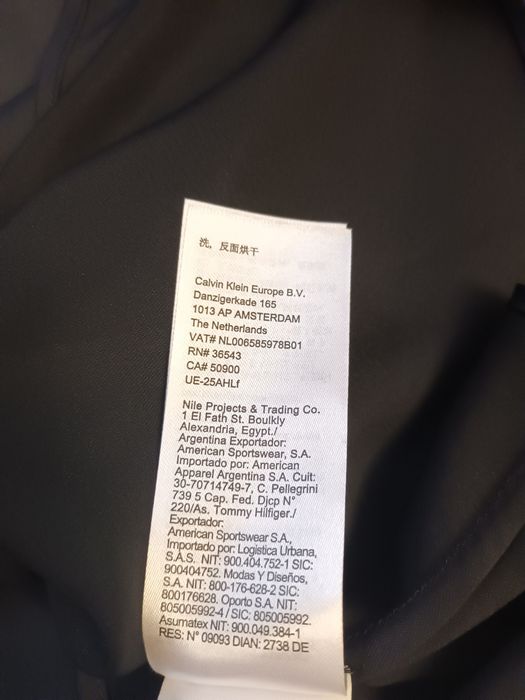 洗，反面烘干
Calvin Klein Europe B.V.
Danzigerkade 165
1013 AP AMSTERDAM
The Netherlands
VAT# NL006585978B01
RN# 36543
CA# 50900
UE-25AHLf
Nile Projects & Trading Co.
1 El Fath St. Boulkly
Alexandria, Egypt./
Argentina Exportador:
American Sportswear, S.A.
Importado por: American
Apparel Argentina S.A. Cuit:
30-70714749-7, C. Pellegrini
739 5 Cap. Fed. Djcp N°
220/As. Tommy Hilfiger./
Exportador:
American Sportswear S.A.,
Importado por: Logistica Urbana,
S.A.S. NIT: 900.404.752-1 SIC:
900404752. Modas Y Diseños,
S.A. NIT: 800-176-628-2 SIC:
800176628. Oporto S.A. NIT:
805005992-4 / SIC: 805005992.
Asumatex NIT: 900.049.384-1
RES: N° 09093 DIAN: 2738 DE